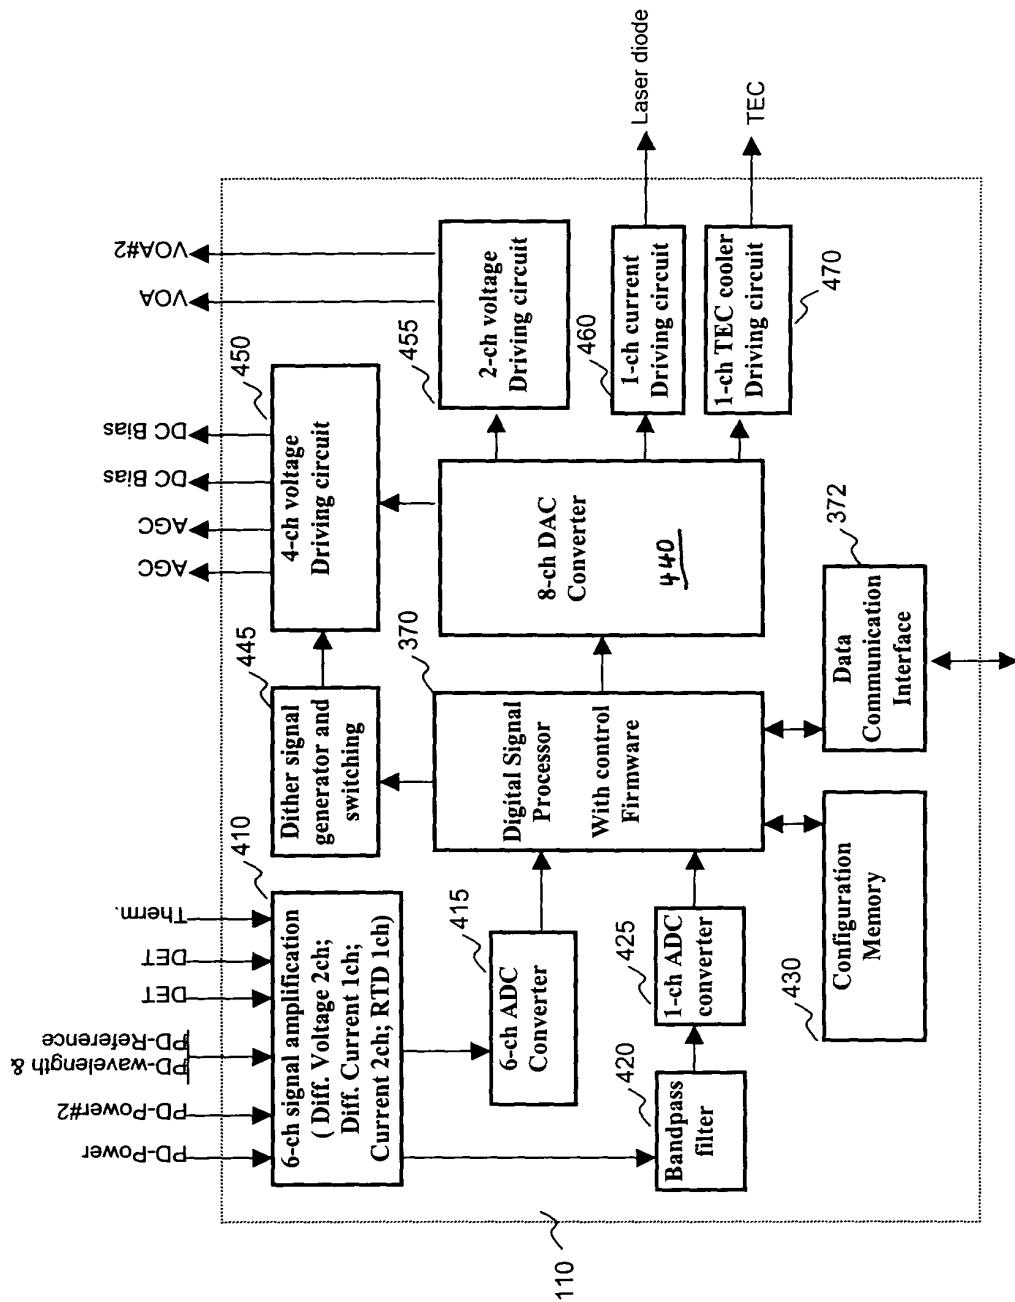 PD-Power
PD-Power#2
PD-wavelength &
PD-Reference
DET
DET
Therm.
AGC
AGC
DC Bias
DC Bias
VOA
VOA#2
410
6-ch signal amplification
( Diff. Voltage 2ch;
Diff. Current 1ch;
Current 2ch; RTD 1ch)
445
Dither signal
generator and
switching
450
4-ch voltage
Driving circuit
415
6-ch ADC
Converter
420
Bandpass
filter
425
1-ch ADC
converter
370
Digital Signal
Processor
With control
Firmware
8-ch DAC
Converter
440
455
2-ch voltage
Driving circuit
460
1-ch current
Driving circuit
Laser diode
1-ch TEC cooler
Driving circuit
470
TEC
430
Configuration
Memory
372
Data
Communication
Interface
110